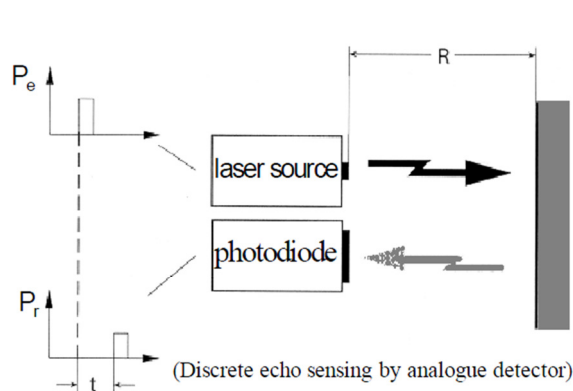 R
Pe
laser source
photodiode
Pr
t
(Discrete echo sensing by analogue detector)